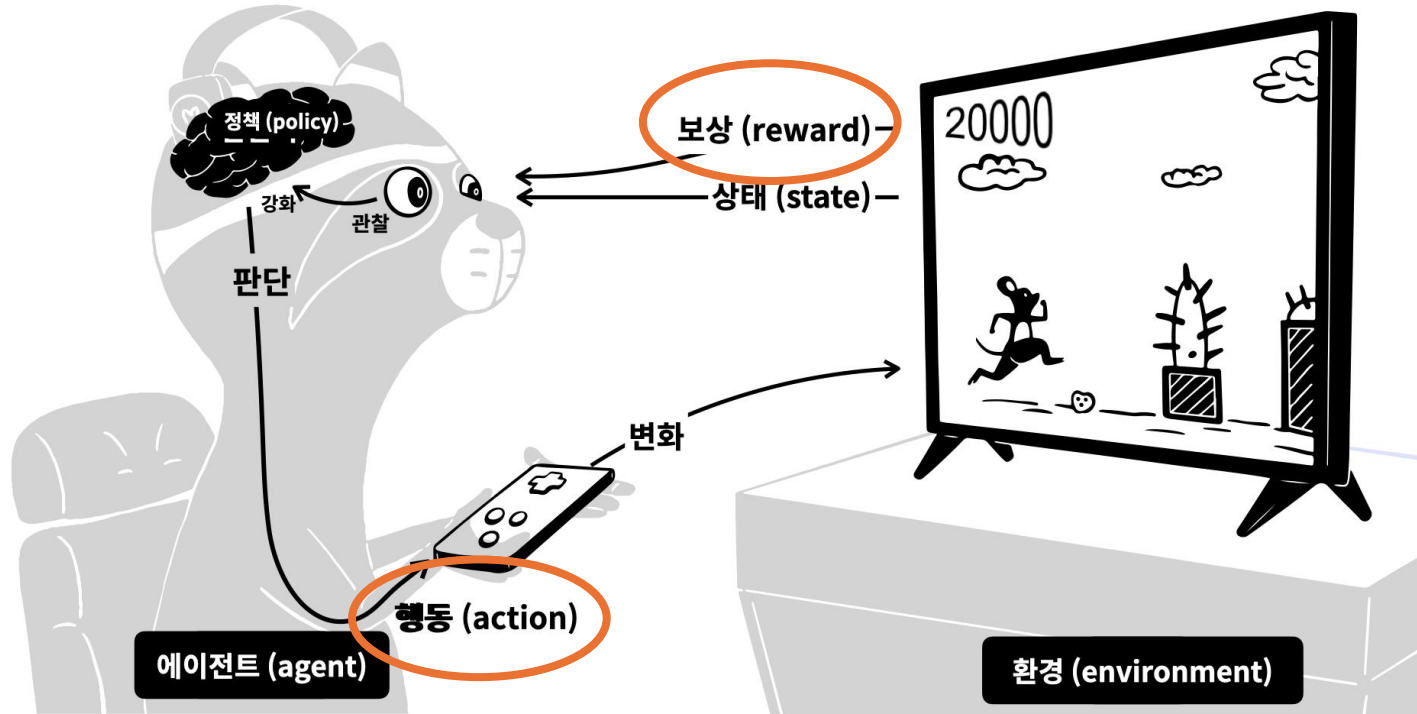 정책 (policy)
보상 (reward)
20000
상태 (state)
강화
관찰
판단
변화
행동 (action)
에이전트 (agent)
환경 (environment)